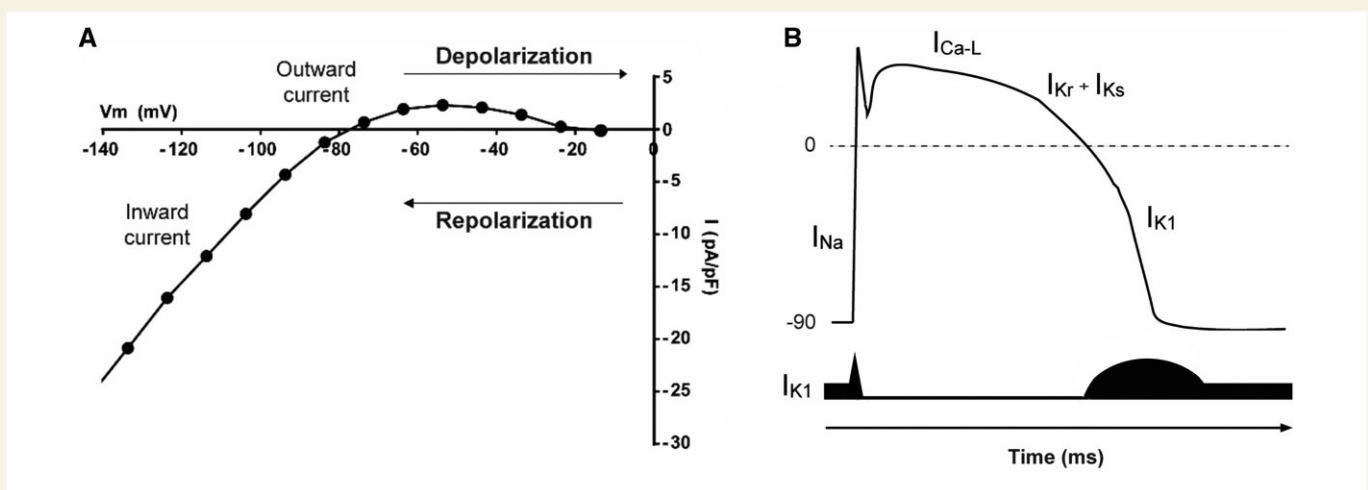 A
Depolarization
Outward
current
Vm (mV)
5
0
-140 -120 -100 -80 -60 -40 -20 0
--5
Repolarization
Inward
current
--10
--15
--20
--25
--30
I (pA/pF)
B
ICa-L
IKr + IKs
0
INa
IK1
-90
IK1
Time (ms)